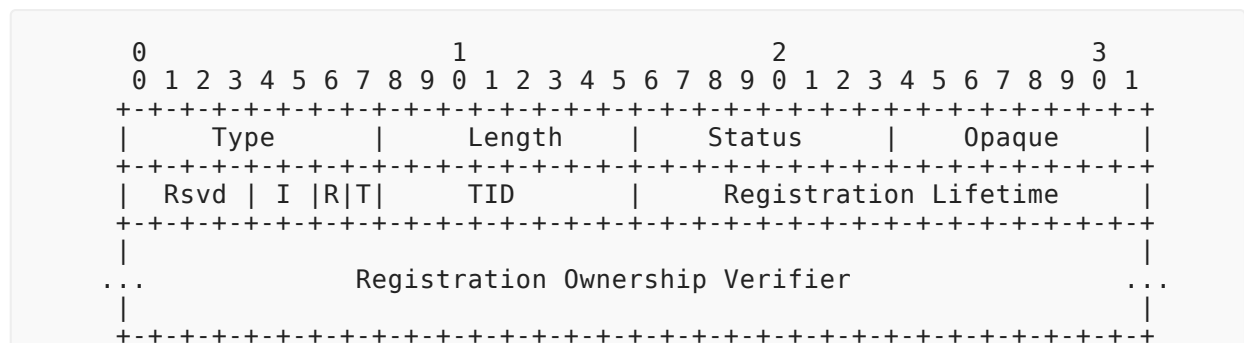 0                   1                   2                   3
0 1 2 3 4 5 6 7 8 9 0 1 2 3 4 5 6 7 8 9 0 1 2 3 4 5 6 7 8 9 0 1
+-+-+-+-+-+-+-+-+-+-+-+-+-+-+-+-+-+-+-+-+-+-+-+-+-+-+-+-+-+-+-+-+
|      Type     |     Length    |    Status     |    Opaque     |
+-+-+-+-+-+-+-+-+-+-+-+-+-+-+-+-+-+-+-+-+-+-+-+-+-+-+-+-+-+-+-+-+
|  Rsvd | I |R|T|     TID       |     Registration Lifetime     |
+-+-+-+-+-+-+-+-+-+-+-+-+-+-+-+-+-+-+-+-+-+-+-+-+-+-+-+-+-+-+-+-+
|                                                               |
...             Registration Ownership Verifier                 ...
|                                                               |
+-+-+-+-+-+-+-+-+-+-+-+-+-+-+-+-+-+-+-+-+-+-+-+-+-+-+-+-+-+-+-+-+